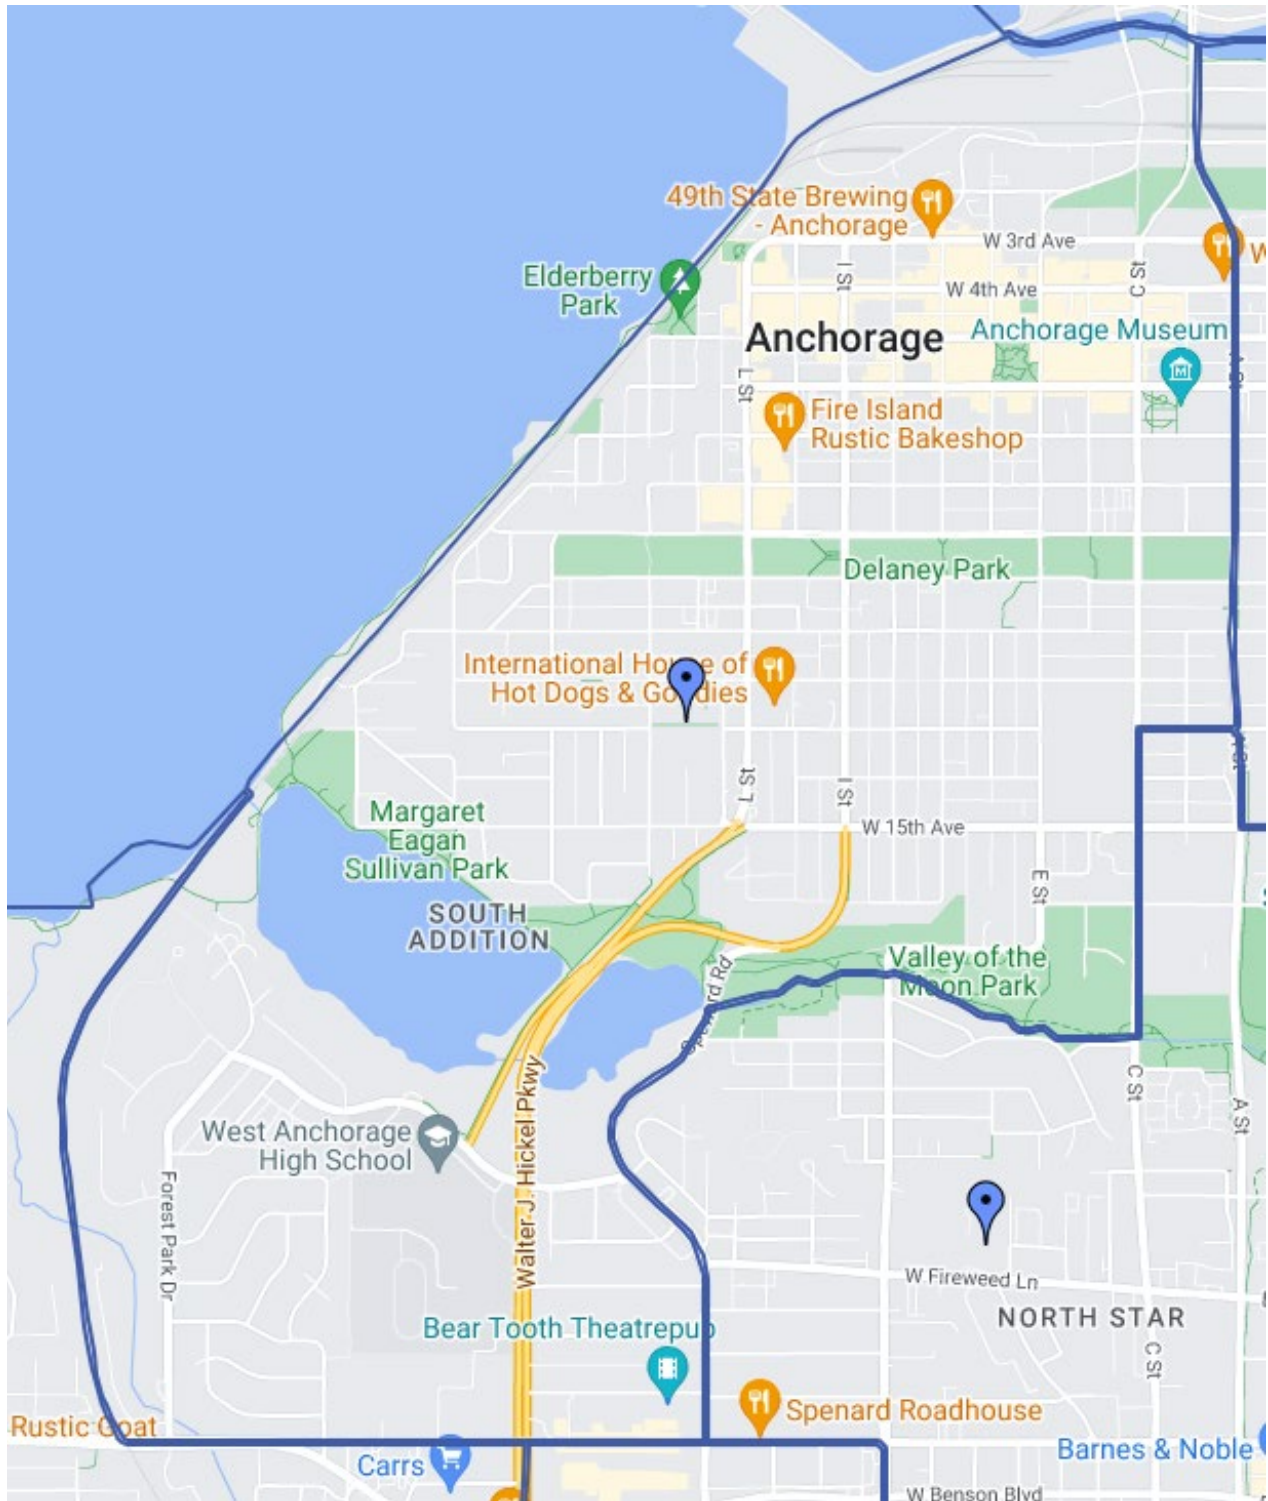 49th State Brewing
- Anchorage
W 3rd Ave
W
Elderberry
Park
I St
C St
W 4th Ave
Anchorage
Anchorage Museum
M
L St
A St
Fire Island
Rustic Bakeshop
Delaney Park
International House of
Hot Dogs & Goodies
L St
I St
A St
Margaret
Eagan
Sullivan Park
W 15th Ave
E St
SOUTH
ADDITION
Valley of the
Moon Park
Spenard Rd
Walter J. Hickel Pkwy
C St
A St
West Anchorage
High School
Forest Park Dr
W Fireweed Ln
NORTH STAR
Bear Tooth Theatrepub
C St
Rustic Goat
Spenard Roadhouse
Carrs
Barnes & Noble
W Benson Blvd